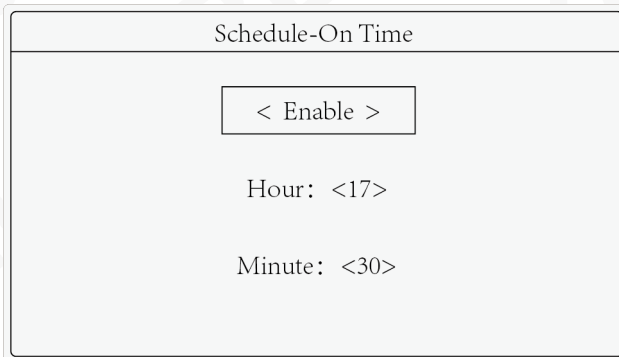 Schedule-On Time
< Enable >
Hour: <17>
Minute: <30>